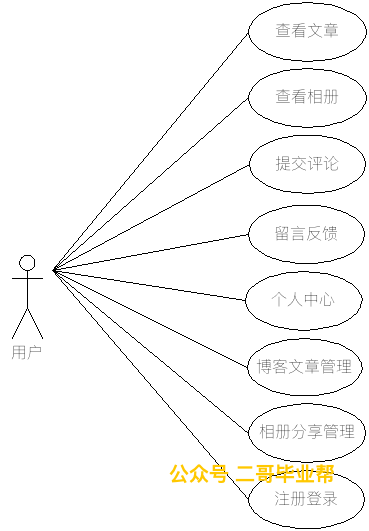 查看文章
查看相册
提交评论
留言反馈
个人中心
用户
博客文章管理
相册分享管理
公众号 二哥毕业帮
注册登录